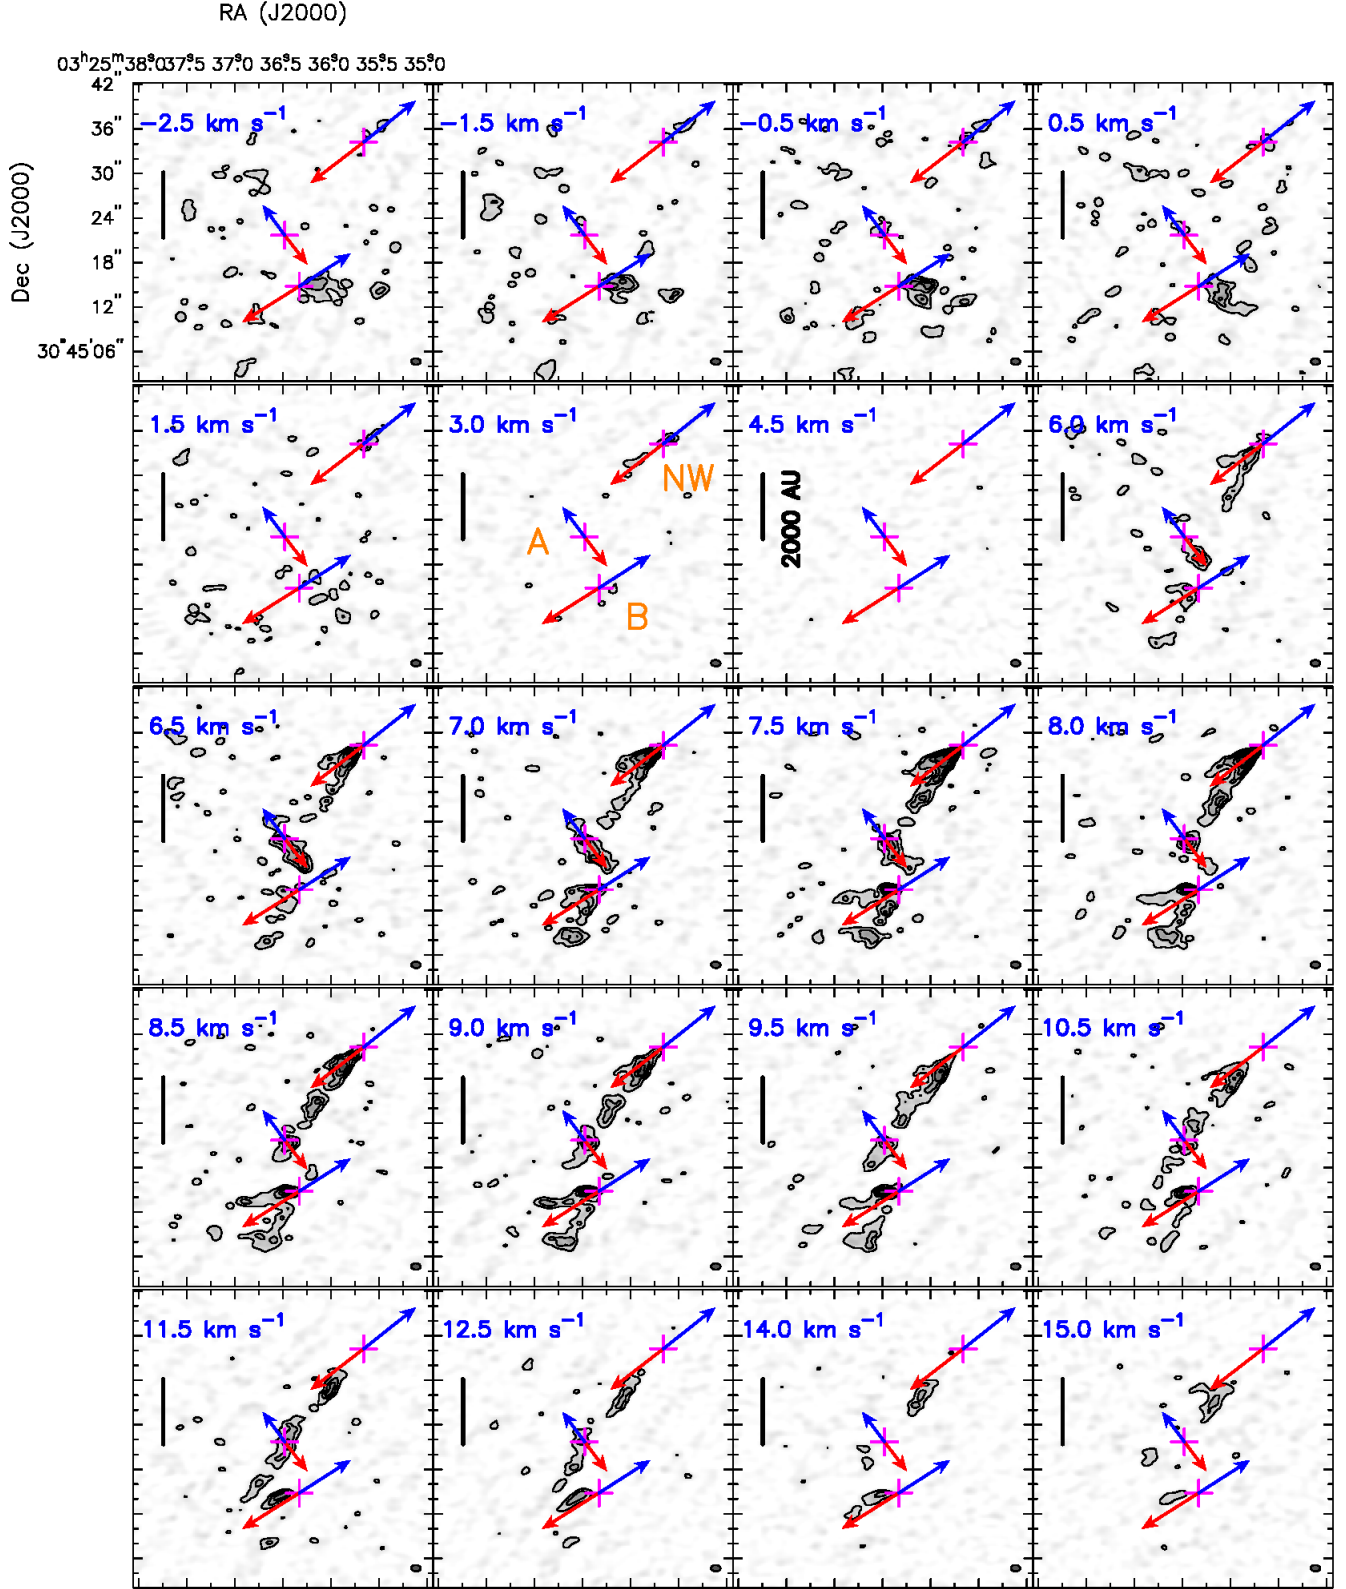 RA (J2000)
03ʰ25ᵐ38ˢ.0 37ˢ.5 37ˢ.0 36ˢ.5 36ˢ.0 35ˢ.5 35ˢ.0
42"
36"
30"
24"
18"
12"
30°45'06"
Dec (J2000)
−2.5 km s⁻¹
−1.5 km s⁻¹
−0.5 km s⁻¹
0.5 km s⁻¹
1.5 km s⁻¹
3.0 km s⁻¹
NW
A
B
4.5 km s⁻¹
2000 AU
6.0 km s⁻¹
6.5 km s⁻¹
7.0 km s⁻¹
7.5 km s⁻¹
8.0 km s⁻¹
8.5 km s⁻¹
9.0 km s⁻¹
9.5 km s⁻¹
10.5 km s⁻¹
11.5 km s⁻¹
12.5 km s⁻¹
14.0 km s⁻¹
15.0 km s⁻¹